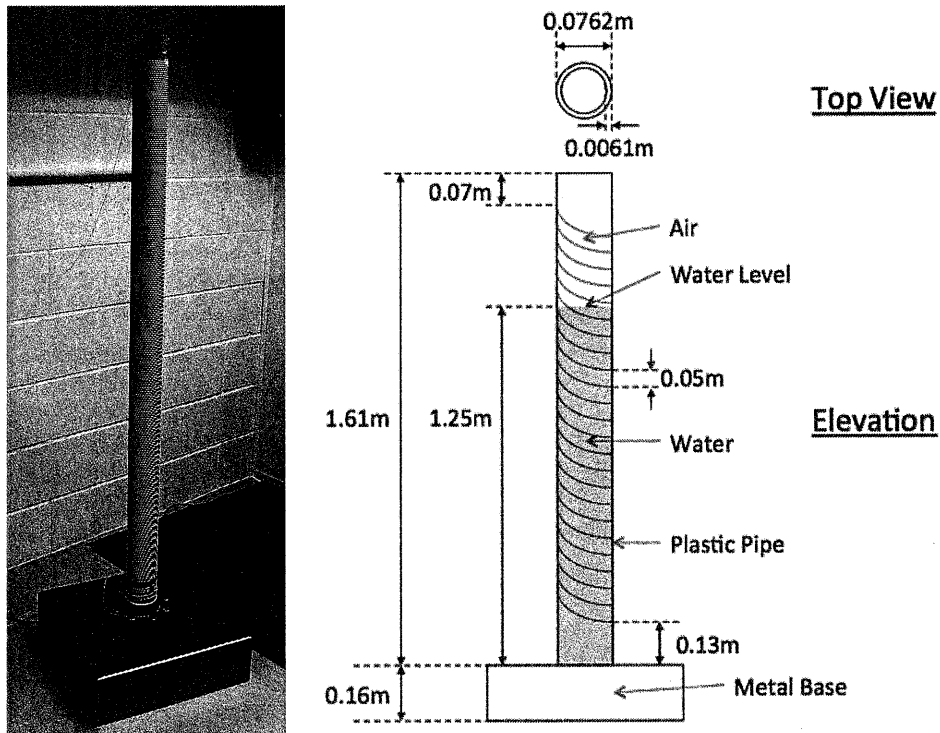 0.0762m
Top View
0.0061m
0.07m
Air
Water Level
0.05m
1.61m
1.25m
Elevation
Water
Plastic Pipe
0.13m
0.16m
Metal Base